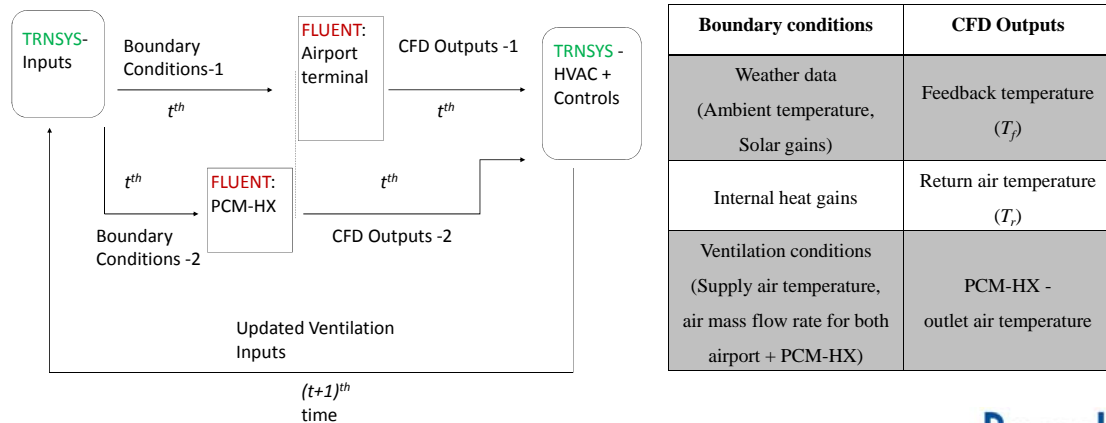 TRNSYS-
Inputs
Boundary
Conditions-1
t^th
FLUENT:
Airport
terminal
CFD Outputs -1
t^th
TRNSYS -
HVAC +
Controls
t^th
FLUENT:
PCM-HX
t^th
Boundary
Conditions -2
CFD Outputs -2
Updated Ventilation
Inputs
(t+1)^th
time
Boundary conditions
CFD Outputs
Weather data
(Ambient temperature,
Solar gains)
Feedback temperature
(T_f)
Internal heat gains
Return air temperature
(T_r)
Ventilation conditions
(Supply air temperature,
air mass flow rate for both
airport + PCM-HX)
PCM-HX -
outlet air temperature